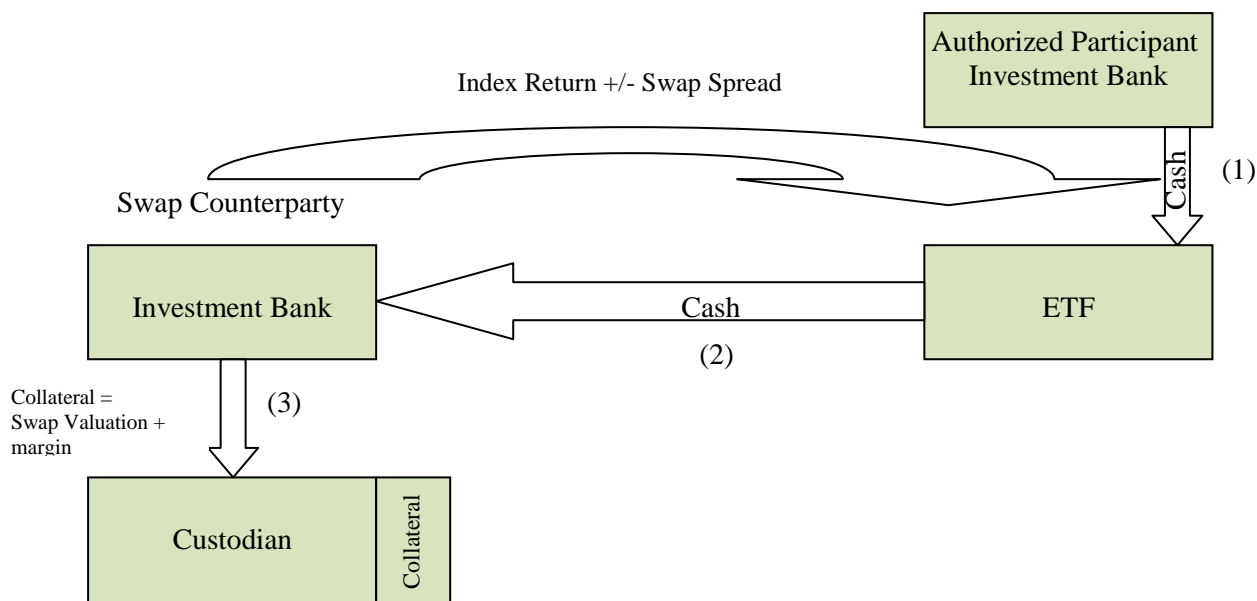 Authorized Participant
Investment Bank
Index Return +/- Swap Spread
Cash
(1)
Swap Counterparty
Investment Bank
Cash
ETF
(2)
Collateral =
Swap Valuation +
margin
(3)
Custodian
Collateral